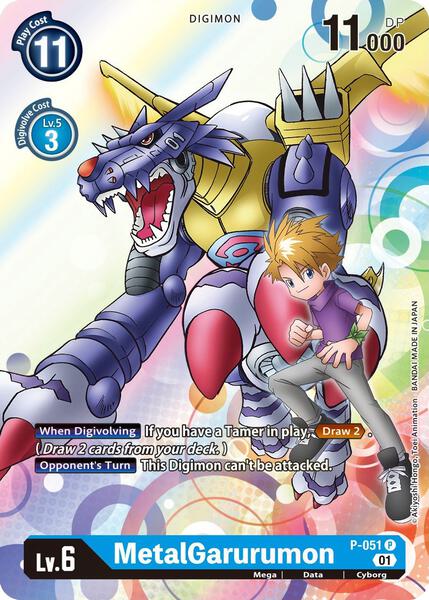 Play Cost
11
DIGIMON
DP
11000
Digivolve Cost
Lv.5
3
01
When Digivolving If you have a Tamer in play, Draw 2 .
(Draw 2 cards from your deck.)
Opponent's Turn This Digimon can't be attacked.
©Akiyoshi Hongo, Toei Animation BANDAI MADE IN JAPAN
Lv.6
MetalGarurumon
P-051 P
01
Mega | Data | Cyborg